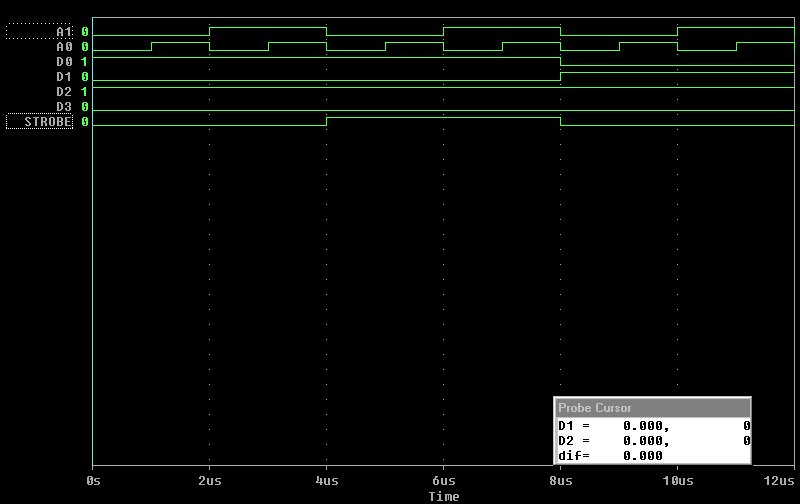 A1 0
A0 0
D0 1
D1 0
D2 1
D3 0
STROBE 0
Probe Cursor
D1 = 0.000, 0
D2 = 0.000, 0
dif= 0.000
0s 2us 4us 6us 8us 10us 12us
Time